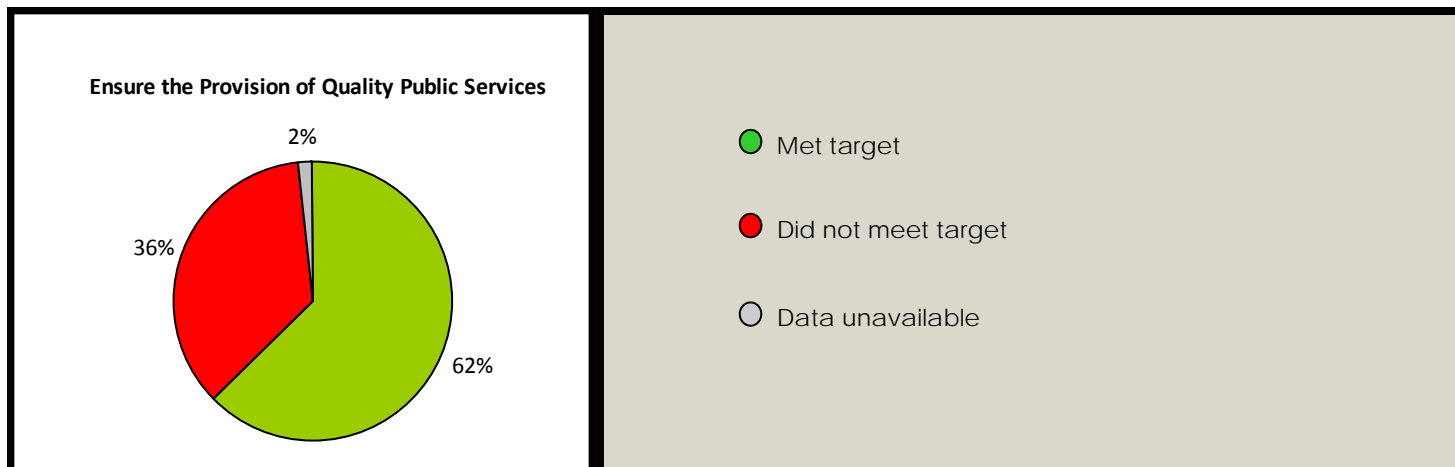 Ensure the Provision of Quality Public Services
2%
36%
62%
Met target
Did not meet target
Data unavailable